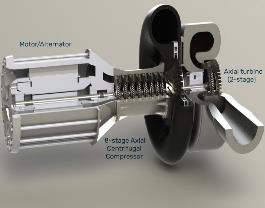 Motor/Alternator
Axial turbine
(2-stage)
8-stage Axial
Centrifugal
Compressor